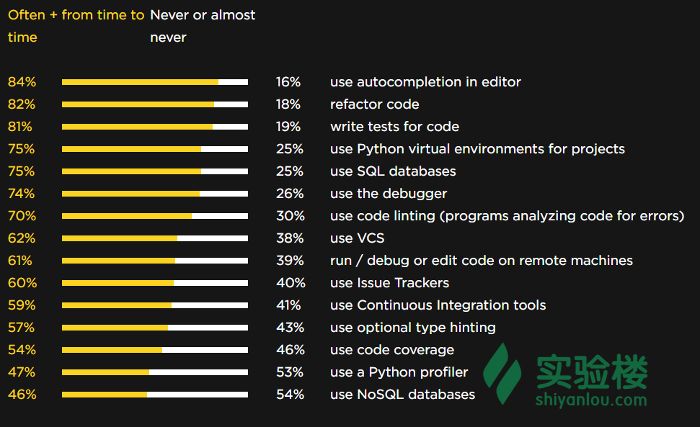 Often + from time to time Never or almost never
84% 16% use autocompletion in editor
82% 18% refactor code
81% 19% write tests for code
75% 25% use Python virtual environments for projects
75% 25% use SQL databases
74% 26% use the debugger
70% 30% use code linting (programs analyzing code for errors)
62% 38% use VCS
61% 39% run / debug or edit code on remote machines
60% 40% use Issue Trackers
59% 41% use Continuous Integration tools
57% 43% use optional type hinting
54% 46% use code coverage
47% 53% use a Python profiler
46% 54% use NoSQL databases
实验楼
shiyanlou.com